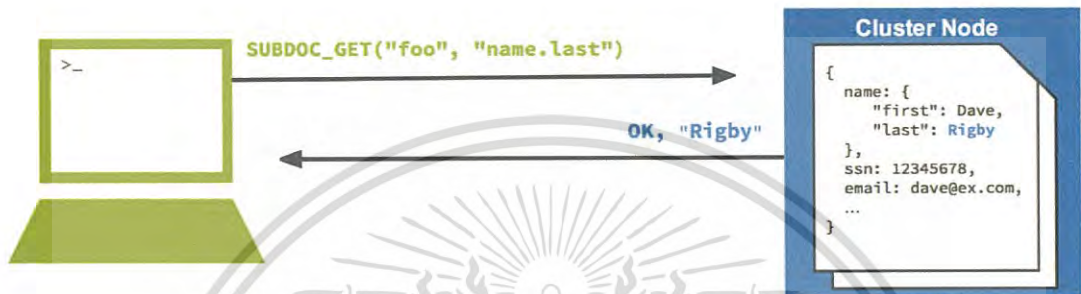 Cluster Node
>_
SUBDOC_GET("foo", "name.last")
OK, "Rigby"
{
name: {
"first": Dave,
"last": Rigby
},
ssn: 12345678,
email: dave@ex.com,
...
}